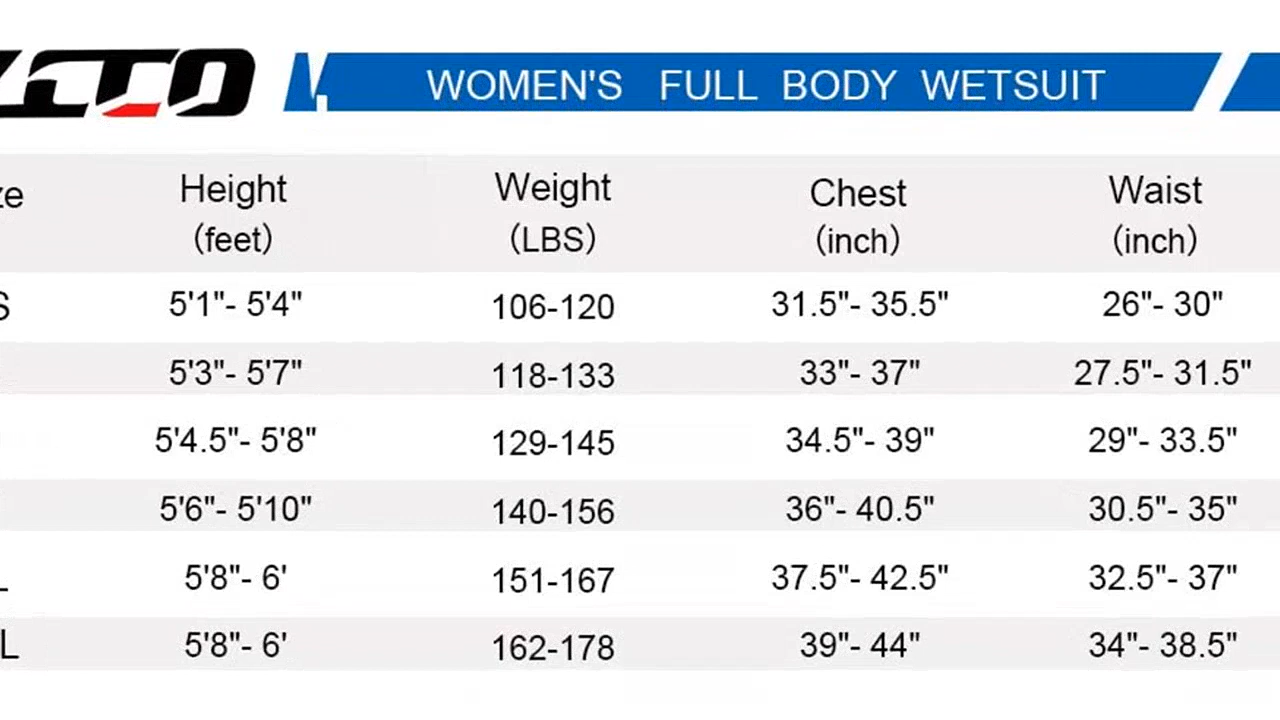 WOMEN'S FULL BODY WETSUIT
Height Weight Chest Waist
(feet) (LBS) (inch) (inch)
5'1"- 5'4" 106-120 31.5"- 35.5" 26"- 30"
5'3"- 5'7" 118-133 33"- 37" 27.5"- 31.5"
5'4.5"- 5'8" 129-145 34.5"- 39" 29"- 33.5"
5'6"- 5'10" 140-156 36"- 40.5" 30.5"- 35"
5'8"- 6' 151-167 37.5"- 42.5" 32.5"- 37"
5'8"- 6' 162-178 39"- 44" 34"- 38.5"